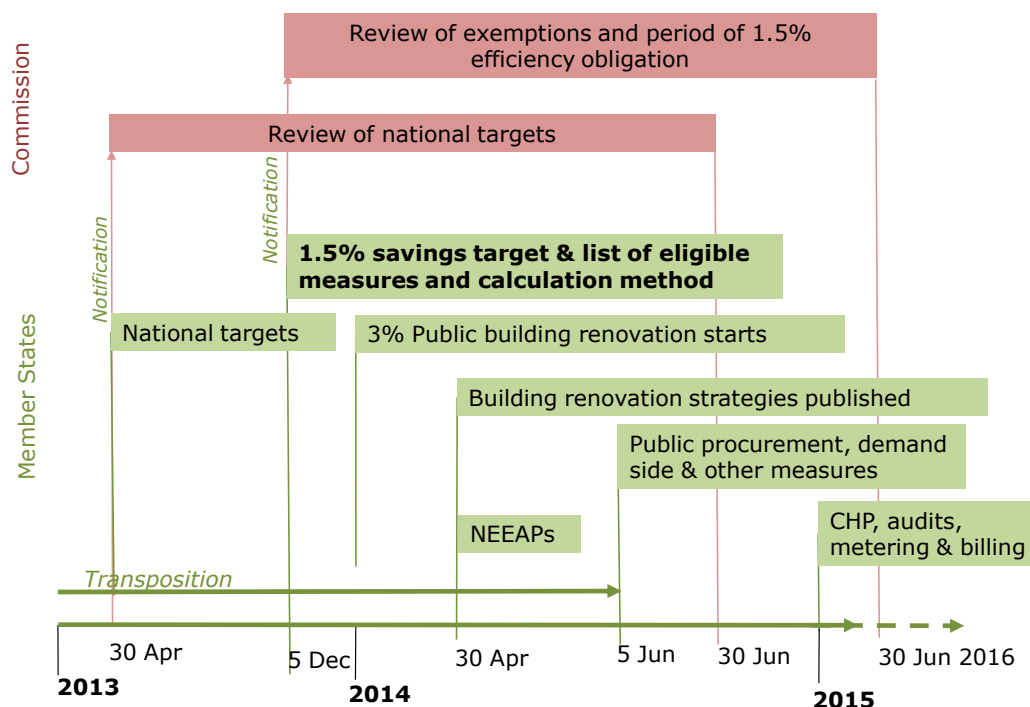 Commission
Review of exemptions and period of 1.5%
efficiency obligation
Review of national targets
Notification
Notification
Member States
1.5% savings target & list of eligible
measures and calculation method
National targets
3% Public building renovation starts
Building renovation strategies published
Public procurement, demand
side & other measures
NEEAPs
CHP, audits,
metering & billing
Transposition
30 Apr
5 Dec
30 Apr
5 Jun
30 Jun
30 Jun 2016
2013
2014
2015